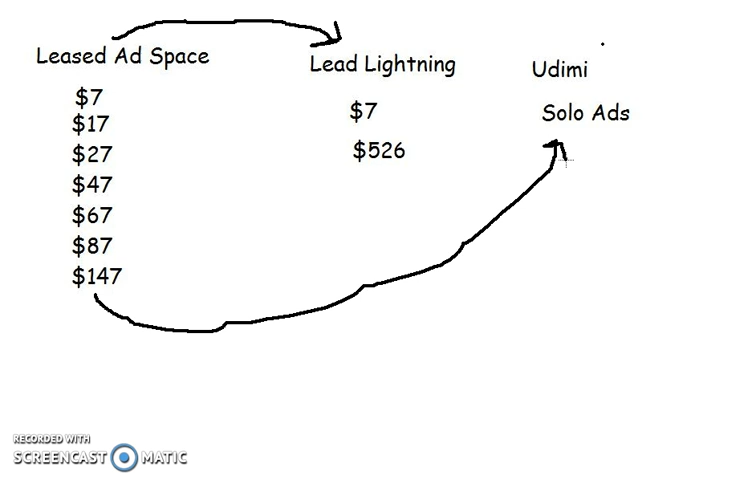 Leased Ad Space
$7
$17
$27
$47
$67
$87
$147
Lead Lightning
$7
$526
Udimi
Solo Ads
RECORDED WITH
SCREENCAST MATIC